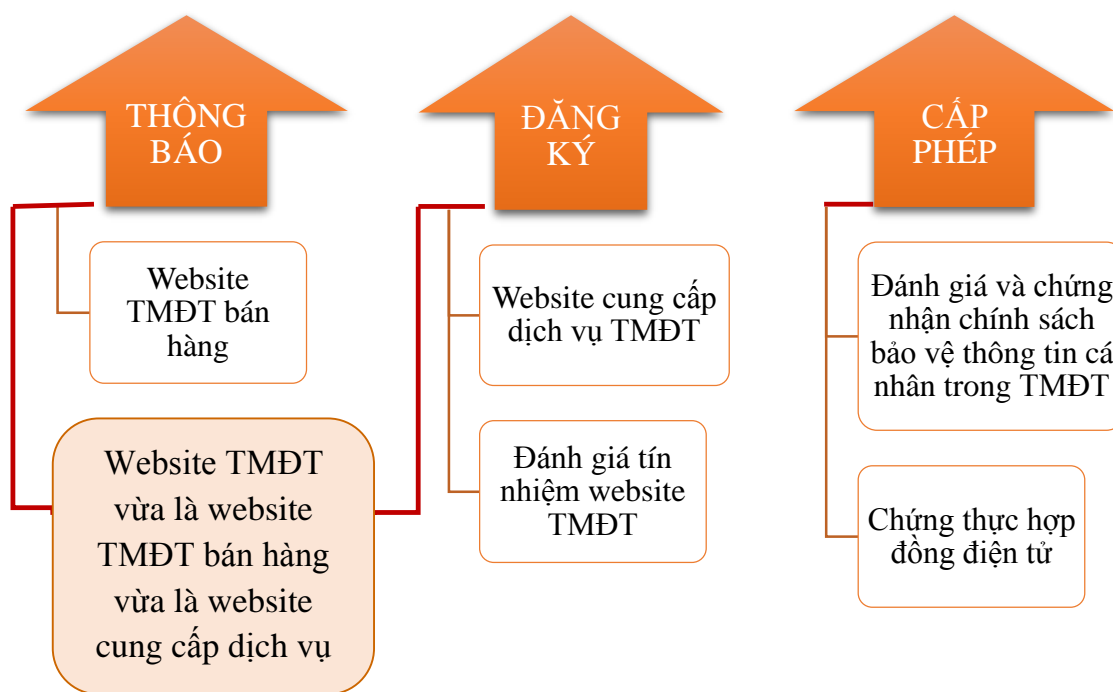 THÔNG
BÁO
Website
TMĐT bán
hàng
Website TMĐT
vừa là website
TMĐT bán hàng
vừa là website
cung cấp dịch vụ
ĐĂNG
KÝ
Website cung cấp
dịch vụ TMĐT
Đánh giá tín
nhiệm website
TMĐT
CẤP
PHÉP
Đánh giá và chứng
nhận chính sách
bảo vệ thông tin cá
nhân trong TMĐT
Chứng thực hợp
đồng điện tử